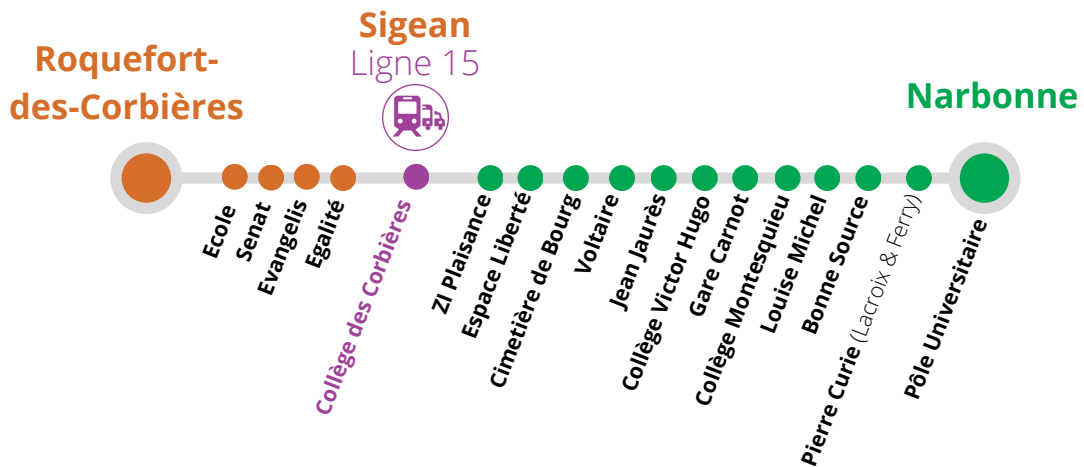 Sigean
Ligne 15
Roquefort-
des-Corbières
Narbonne
Ecole
Senat
Evangelis
Egalité
Collège des Corbières
ZI Plaisance
Espace Liberté
Cimetière de Bourg
Voltaire
Jean Jaurès
Collège Victor Hugo
Gare Carnot
Collège Montesquieu
Louise Michel
Bonne Source
Pierre Curie (Lacroix & Ferry)
Pôle Universitaire